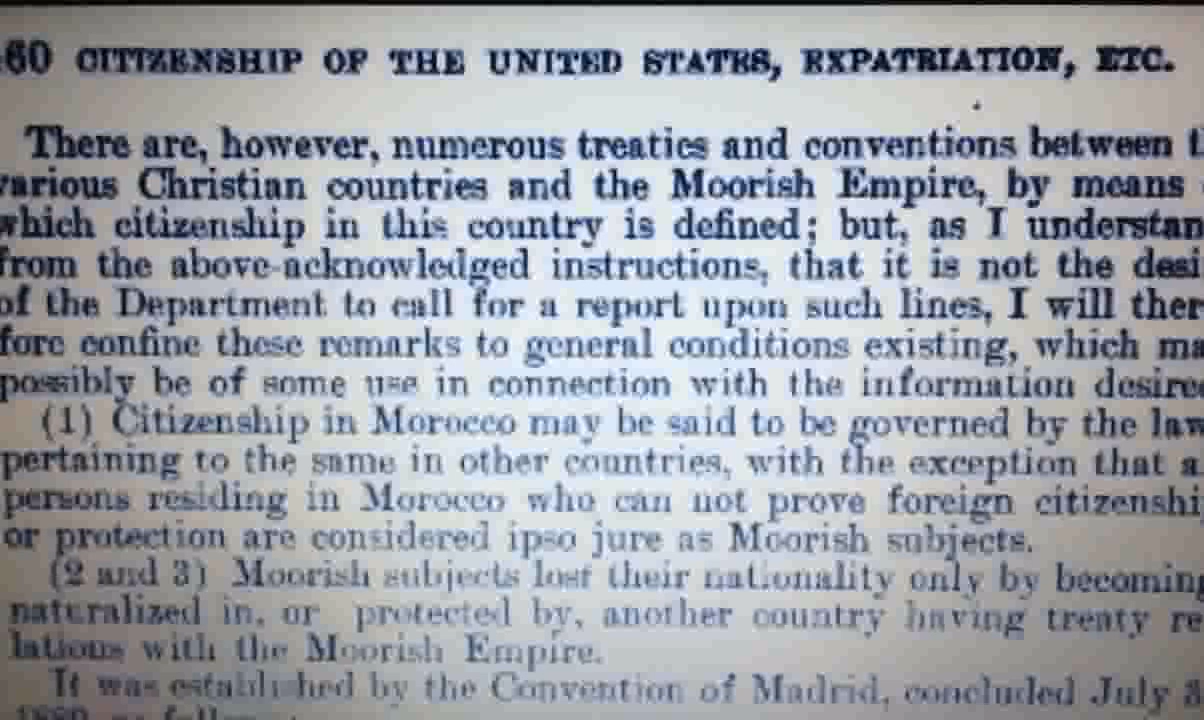 60 CITIZENSHIP OF THE UNITED STATES, EXPATRIATION, ETC.
There are, however, numerous treaties and conventions between t
various Christian countries and the Moorish Empire, by means
which citizenship in this country is defined; but, as I understan
from the above-acknowledged instructions, that it is not the desi
of the Department to call for a report upon such lines, I will ther
fore confine these remarks to general conditions existing, which ma
possibly be of some use in connection with the information desire
(1) Citizenship in Morocco may be said to be governed by the law
pertaining to the same in other countries, with the exception that a
persons residing in Morocco who can not prove foreign citizenshi
or protection are considered ipso jure as Moorish subjects.
(2 and 3) Moorish subjects lost their nationality only by becoming
naturalized in, or protected by, another country having treaty re
lations with the Moorish Empire.
It was established by the Convention of Madrid, concluded July 3